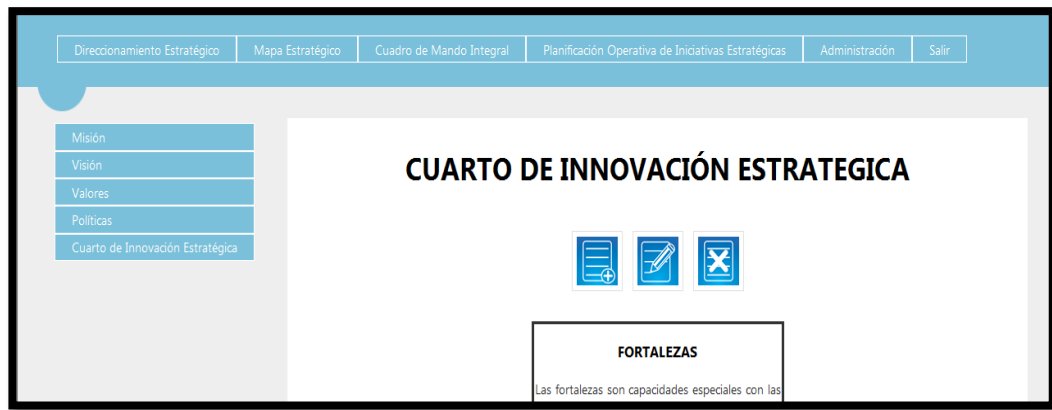 Direccionamiento Estratégico Mapa Estratégico Cuadro de Mando Integral Planificación Operativa de Iniciativas Estratégicas Administración Salir
Misión
Visión
Valores
Políticas
Cuarto de Innovación Estratégica
CUARTO DE INNOVACIÓN ESTRATEGICA
FORTALEZAS
Las fortalezas son capacidades especiales con las